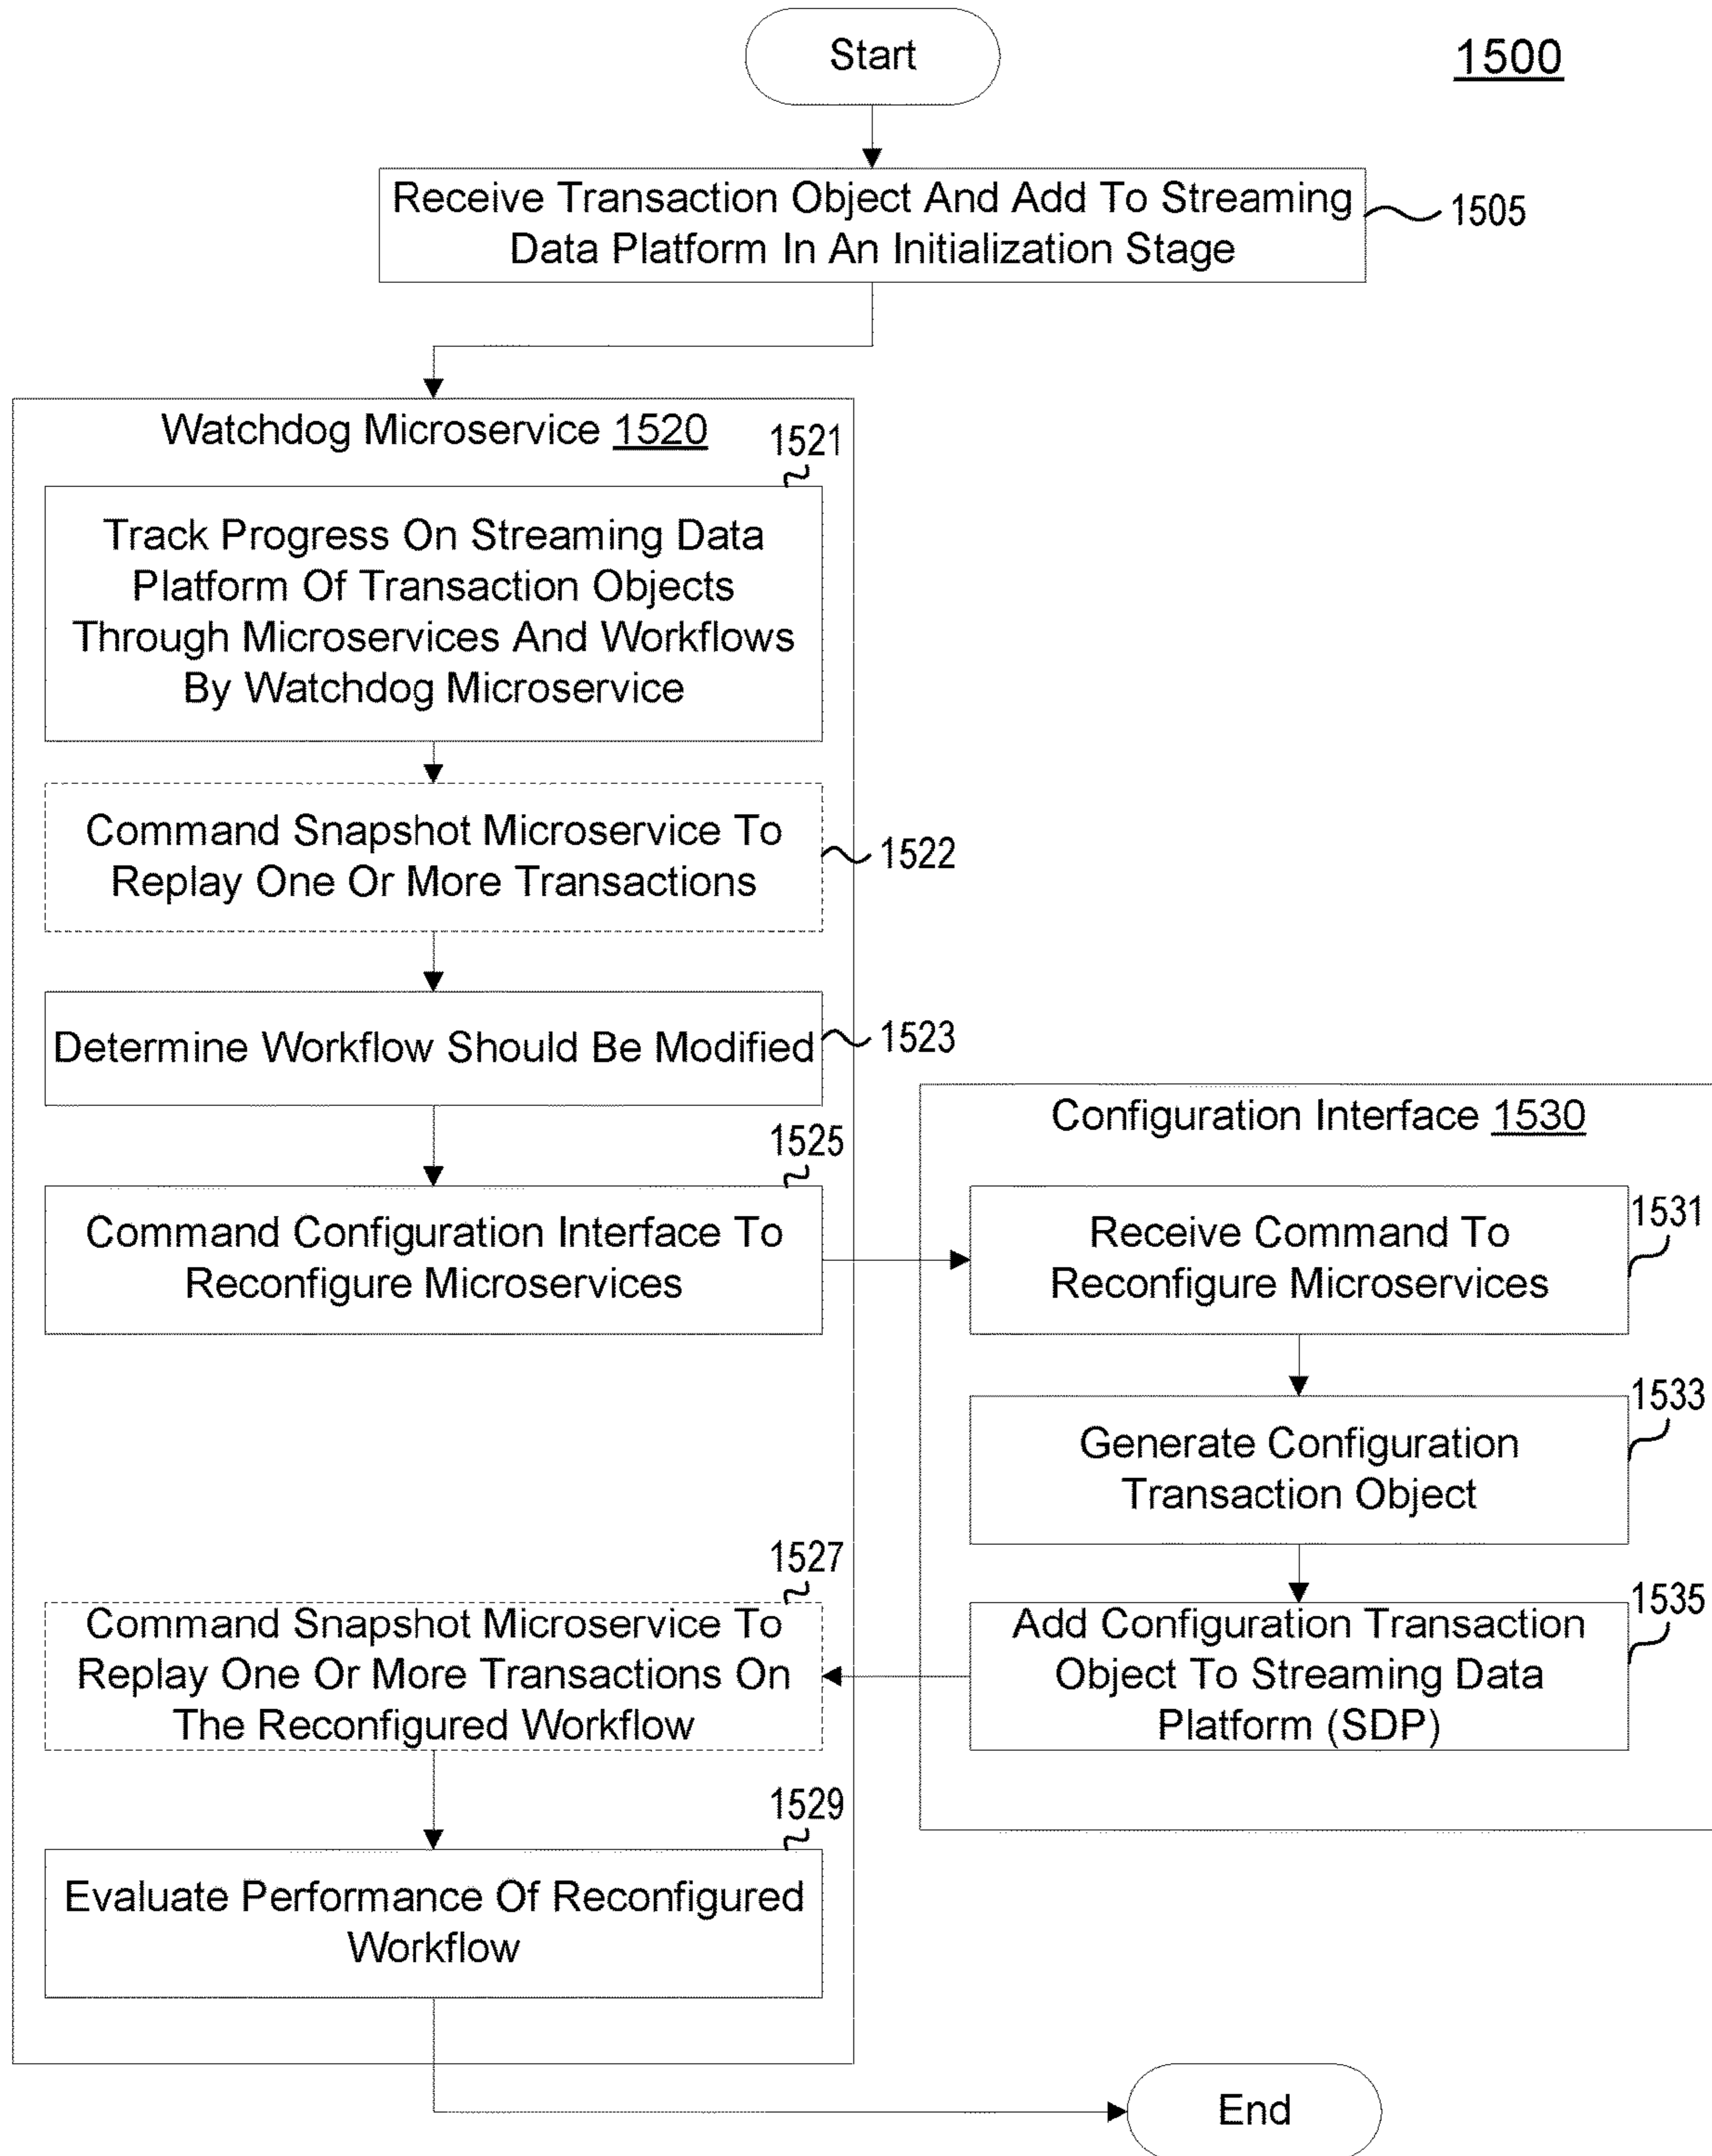 Start
1500
Receive Transaction Object And Add To Streaming
Data Platform In An Initialization Stage
1505
Watchdog Microservice 1520
1521
Track Progress On Streaming Data
Platform Of Transaction Objects
Through Microservices And Workflows
By Watchdog Microservice
Command Snapshot Microservice To
Replay One Or More Transactions
1522
Determine Workflow Should Be Modified
1523
1525
Command Configuration Interface To
Reconfigure Microservices
Configuration Interface 1530
Receive Command To
Reconfigure Microservices
1531
Generate Configuration
Transaction Object
1533
Add Configuration Transaction
Object To Streaming Data
Platform (SDP)
1535
1527
Command Snapshot Microservice To
Replay One Or More Transactions On
The Reconfigured Workflow
1529
Evaluate Performance Of Reconfigured
Workflow
End